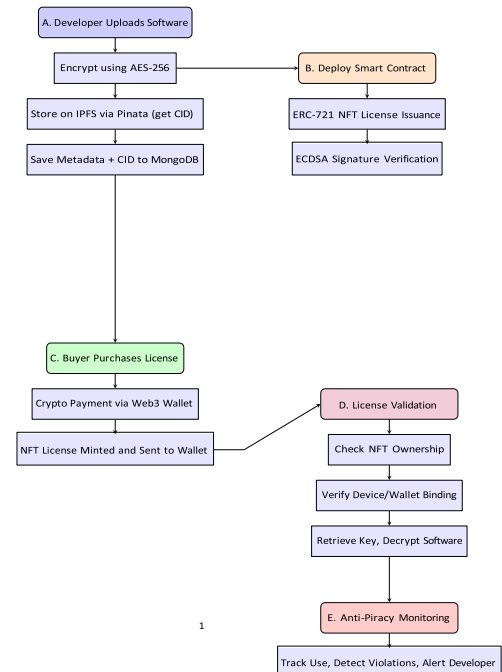 A. Developer Uploads Software
Encrypt using AES-256
Store on IPFS via Pinata (get CID)
Save Metadata + CID to MongoDB
B. Deploy Smart Contract
ERC-721 NFT License Issuance
ECDSA Signature Verification
C. Buyer Purchases License
Crypto Payment via Web3 Wallet
NFT License Minted and Sent to Wallet
D. License Validation
Check NFT Ownership
Verify Device/Wallet Binding
Retrieve Key, Decrypt Software
E. Anti-Piracy Monitoring
Track Use, Detect Violations, Alert Developer
1